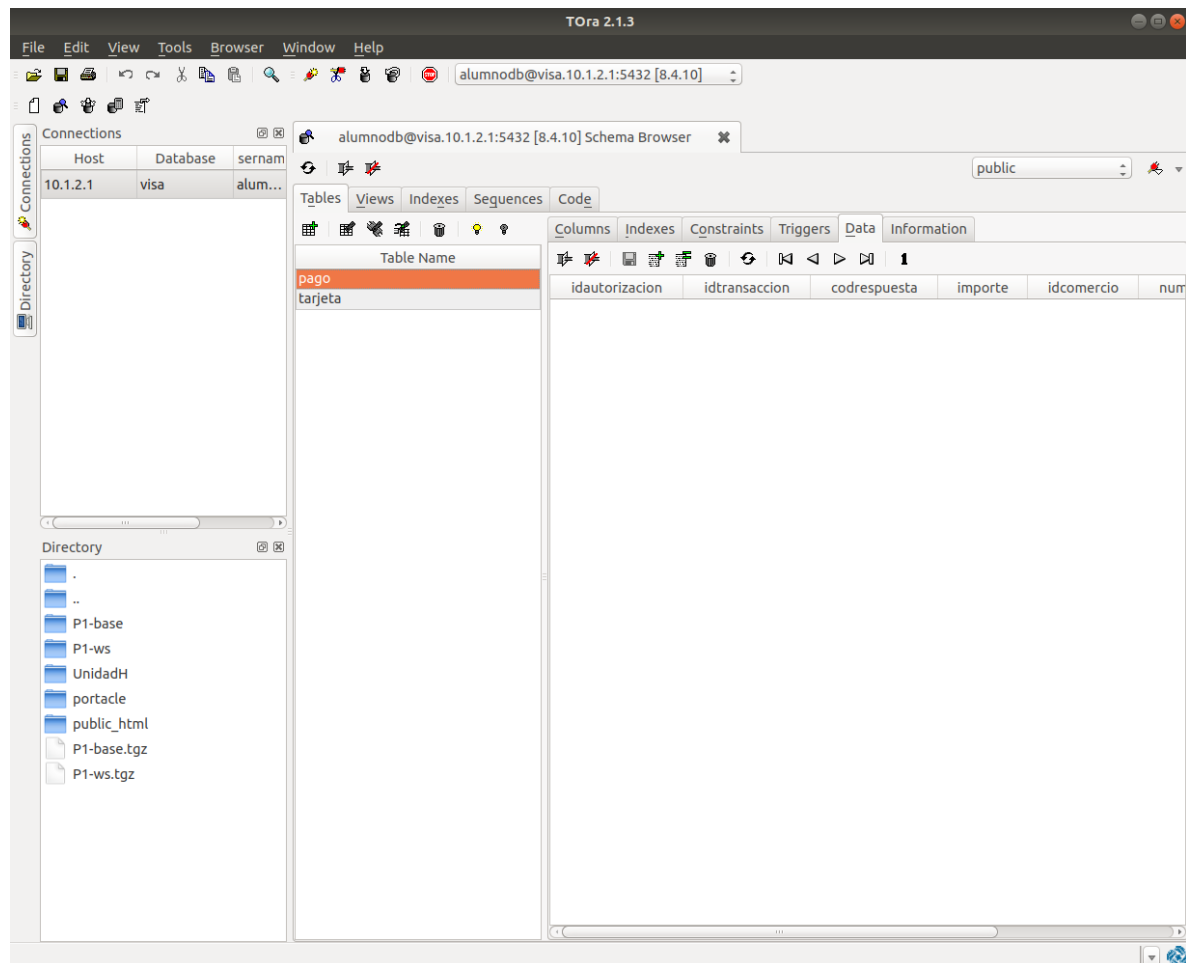 TOra 2.1.3
File Edit View Tools Browser Window Help
alumnodb@visa.10.1.2.1:5432 [8.4.10]
Connections
Directory
Connections
Host Database sernam
10.1.2.1 visa alum...
Directory
.
..
P1-base
P1-ws
UnidadH
portacle
public_html
P1-base.tgz
P1-ws.tgz
alumnodb@visa.10.1.2.1:5432 [8.4.10] Schema Browser
public
Tables Views Indexes Sequences Code
Table Name
pago
tarjeta
Columns Indexes Constraints Triggers Data Information
1
idautorizacion idtransaccion codrespuesta importe idcomercio num